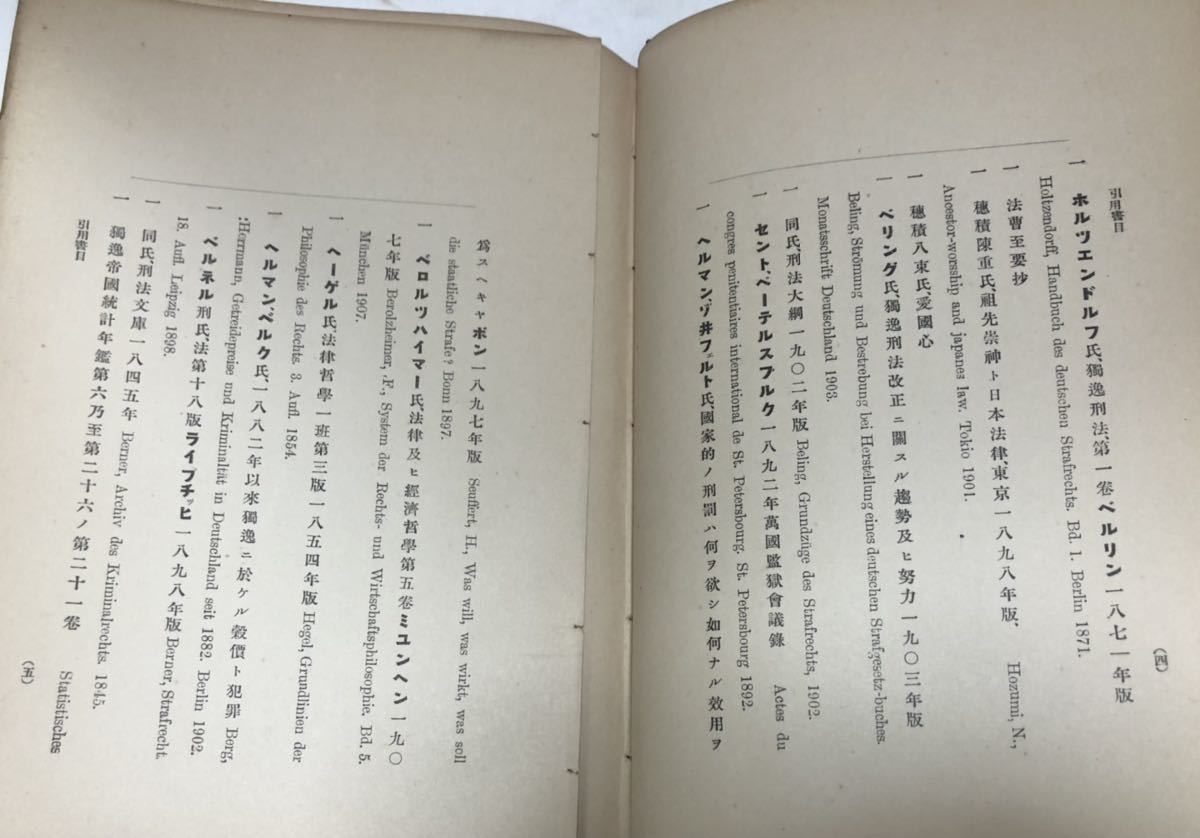 引用書目
(四)
一 ホルツエンドルフ氏、獨逸刑法、第一卷ベルリン一八七一年版
Holtzendorff, Handbuch des deutschen Strafrechts. Bd. 1. Berlin 1871.
一 法曹至要抄
一 穗積陳重氏、祖先崇神ト日本法律、東京一八九八年版、 Hozumi, N.,
Ancestor-worship and japanes law. Tokio 1901.
一 穗積八束氏、愛國心
一 ベリング氏、獨逸刑法改正ニ關スル趨勢及ヒ努力一九〇三年版
Beling, Strömung und Bestrebung bei Herstellung eines deutschen Strafgesetz-buches.
Monatsschrift Deutschland 1903.
一 同氏、刑法大綱一九〇二年版 Beling, Grundzüge des Strafrechts, 1902.
一 セント、ペーテルスブルク一八九二年萬國監獄會議錄 Actes du
congres penitentiaires international de St. Petersbourg. St. Petersbourg 1892.
一 ヘルマン、ゾ井フェルト氏國家的ノ刑罰ハ何ヲ欲シ如何ナル效用ヲ
爲スヘキャボン一八九七年版 Seuffert, H., Was will, was wirkt, was soll
die staatliche Strafe? Bonn 1897.
一 ベロルツハイマー氏、法律及ヒ經濟哲學第五卷ミユンヘン一九〇
七年版 Berolzheimer, F., System der Rechts- und Wirtschaftsphilosophie. Bd. 5.
München 1907.
一 ヘーゲル氏、法律哲學一班第三版一八五四年版 Hegel, Grundlinien der
Philosophie des Rechts 3. Aufl. 1854.
一 ヘルマン、ベルク氏、一八八二年以來獨逸ニ於ケル穀價ト犯罪 Berg,
Herrmann, Getreidepreise und Kriminaltät in Deutschland seit 1882. Berlin 1902.
一 ベルネル刑氏、法第十八版ライプチッヒ一八九八年版 Berner, Strafrecht.
18. Aufl. Leipzig 1898.
一 同氏、刑法文庫一八四五年 Berner, Archiv des Kriminalrechts. 1845.
一 獨逸帝國統計年鑑第六乃至第二十六ノ第二十一卷 Statistisches
引用書目
(五)